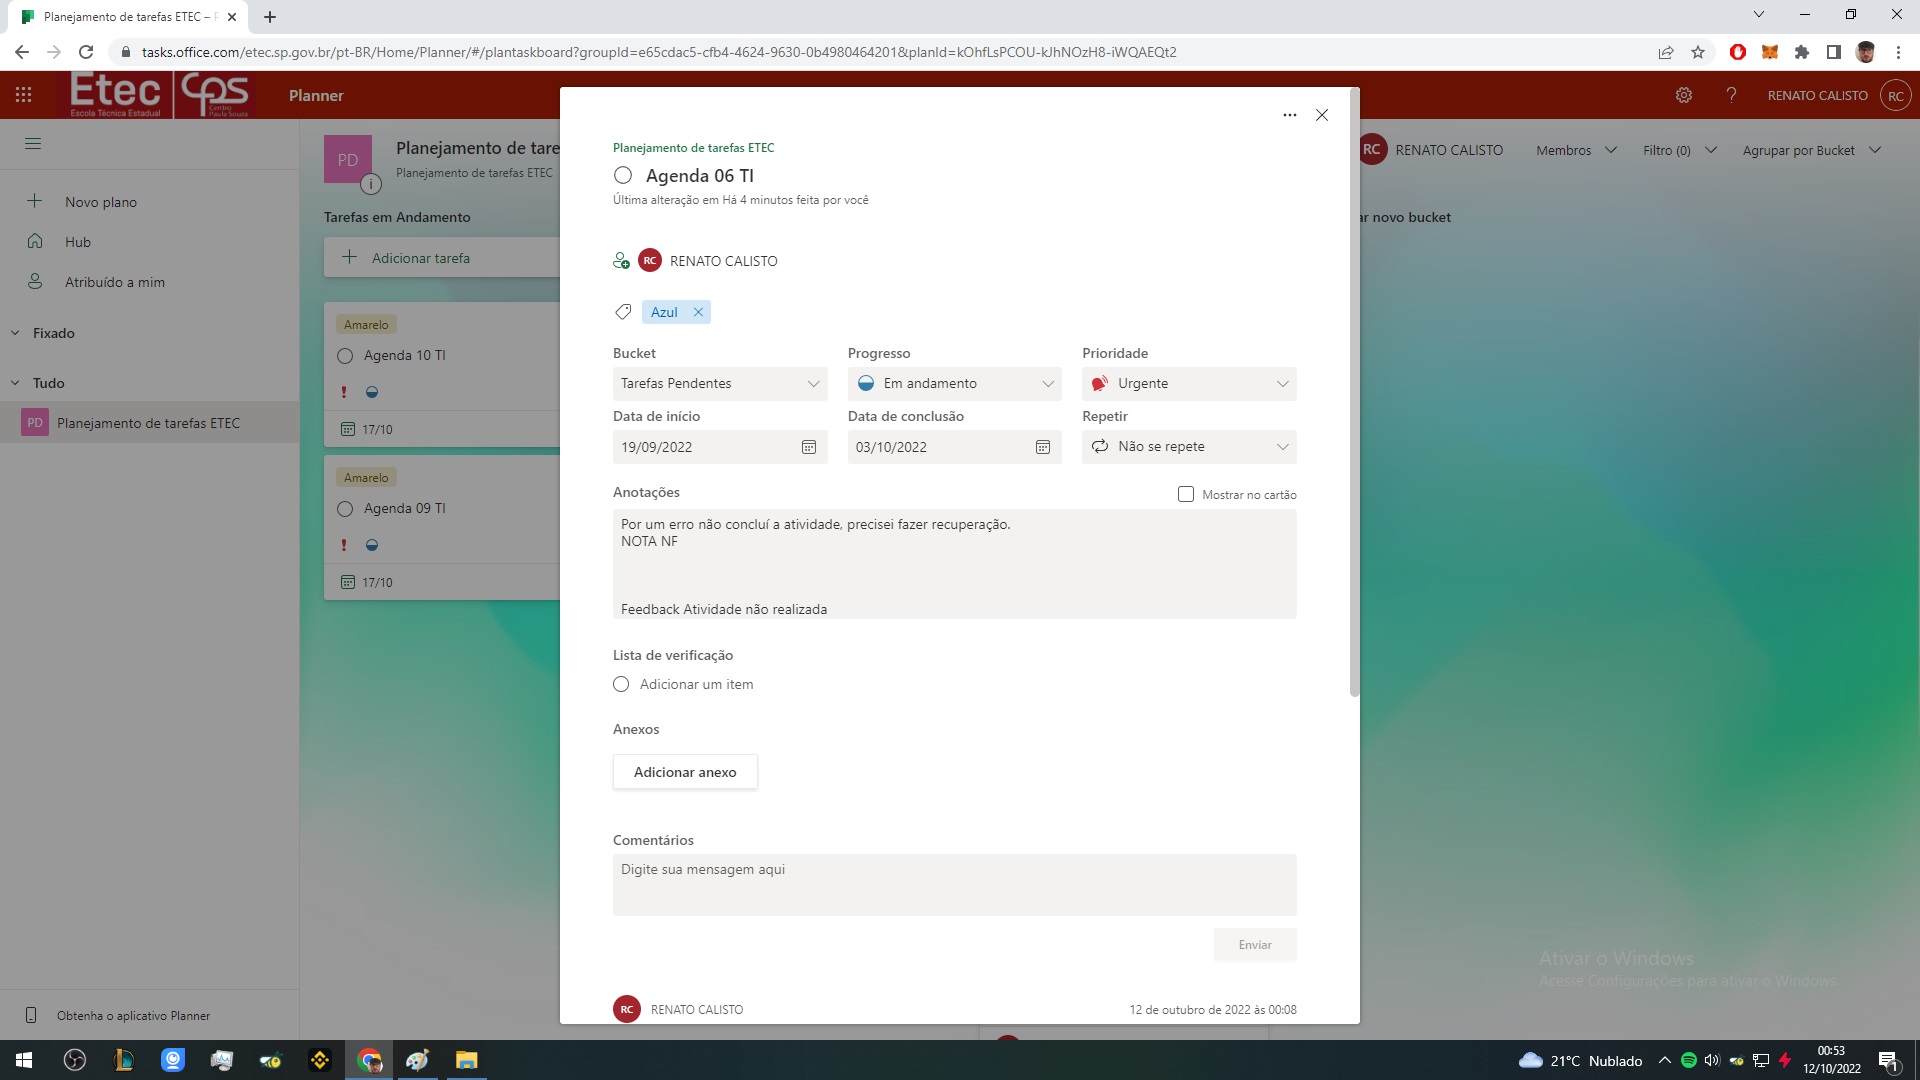 Planejamento de tarefas ETEC – P
tasks.office.com/etec.sp.gov.br/pt-BR/Home/Planner/#/plantaskboard?groupId=e65cdac5-cfb4-4624-9630-0b4980464201&planId=kOhfLsPCOU-kJhNOzH8-iWQAEQt2
Etec
Escola Técnica Estadual
Cps
Centro
Paula Souza
Planner
RENATO CALISTO
RC
Novo plano
Hub
Atribuído a mim
Fixado
Tudo
PD Planejamento de tarefas ETEC
Obtenha o aplicativo Planner
PD
Planejamento de tare
Planejamento de tarefas ETEC
RC RENATO CALISTO
Membros
Filtro (0)
Agrupar por Bucket
Tarefas em Andamento
Adicionar tarefa
Amarelo
Agenda 10 TI
17/10
Amarelo
Agenda 09 TI
17/10
ar novo bucket
Planejamento de tarefas ETEC
Agenda 06 TI
Última alteração em Há 4 minutos feita por você
RC RENATO CALISTO
Azul
Bucket
Progresso
Prioridade
Tarefas Pendentes
Em andamento
Urgente
Data de início
Data de conclusão
Repetir
19/09/2022
03/10/2022
Não se repete
Anotações
Mostrar no cartão
Por um erro não concluí a atividade, precisei fazer recuperação.
NOTA NF
Feedback Atividade não realizada
Lista de verificação
Adicionar um item
Anexos
Adicionar anexo
Comentários
Digite sua mensagem aqui
Enviar
RC RENATO CALISTO
12 de outubro de 2022 às 00:08
Ativar o Windows
Acesse Configurações para ativar o Windows.
21°C Nublado
00:53
12/10/2022
1